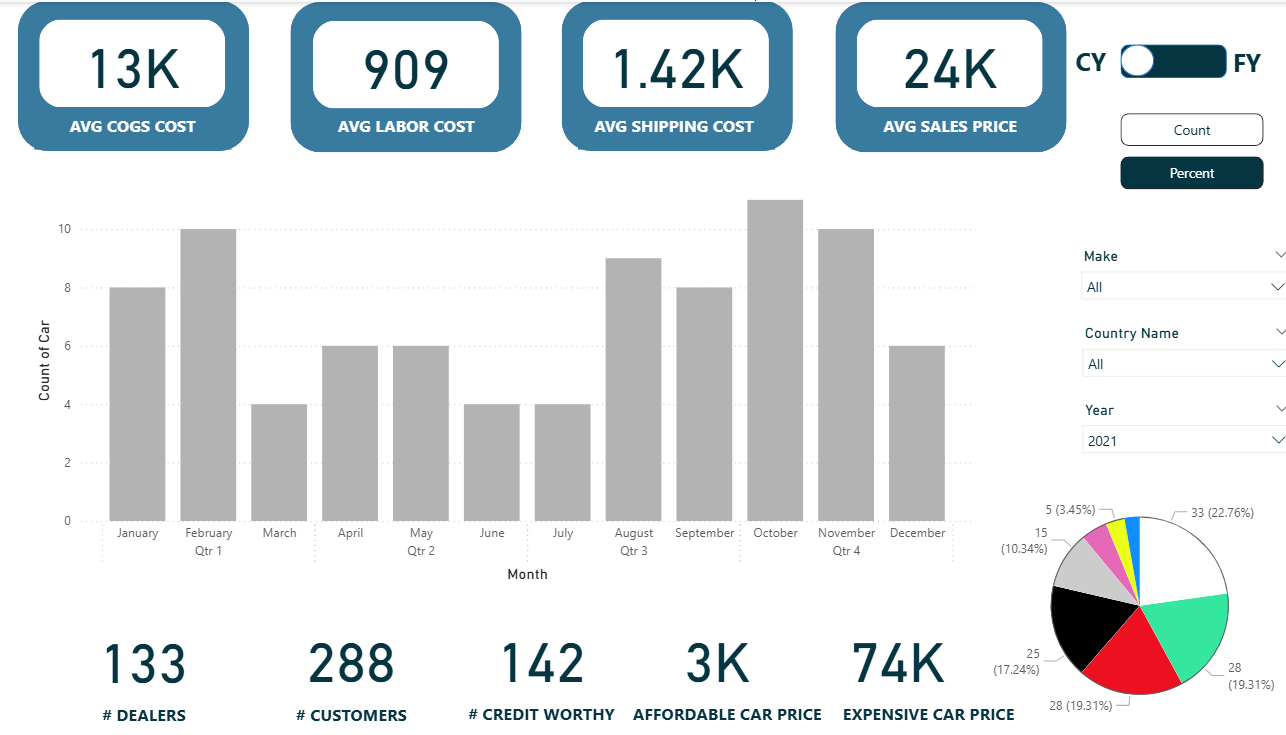 13K
AVG COGS COST
909
AVG LABOR COST
1.42K
AVG SHIPPING COST
24K
AVG SALES PRICE
CY
FY
Count
Percent
Make
All
Country Name
All
Year
2021
Count of Car
10
8
6
4
2
0
January
February
March
April
May
June
July
August
September
October
November
December
Qtr 1
Qtr 2
Qtr 3
Qtr 4
Month
5 (3.45%)
33 (22.76%)
15
(10.34%)
25
(17.24%)
28
(19.31%)
28 (19.31%)
133
# DEALERS
288
# CUSTOMERS
142
# CREDIT WORTHY
3K
AFFORDABLE CAR PRICE
74K
EXPENSIVE CAR PRICE